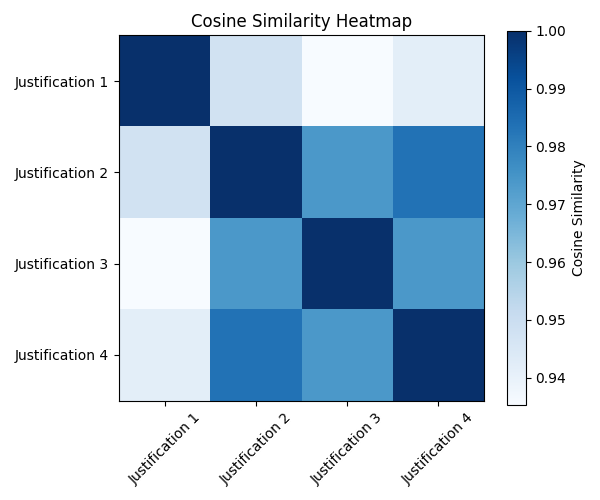 Cosine Similarity Heatmap
Justification 1
Justification 2
Justification 3
Justification 4
Justification 1
Justification 2
Justification 3
Justification 4
1.00
0.99
0.98
0.97
0.96
0.95
0.94
Cosine Similarity